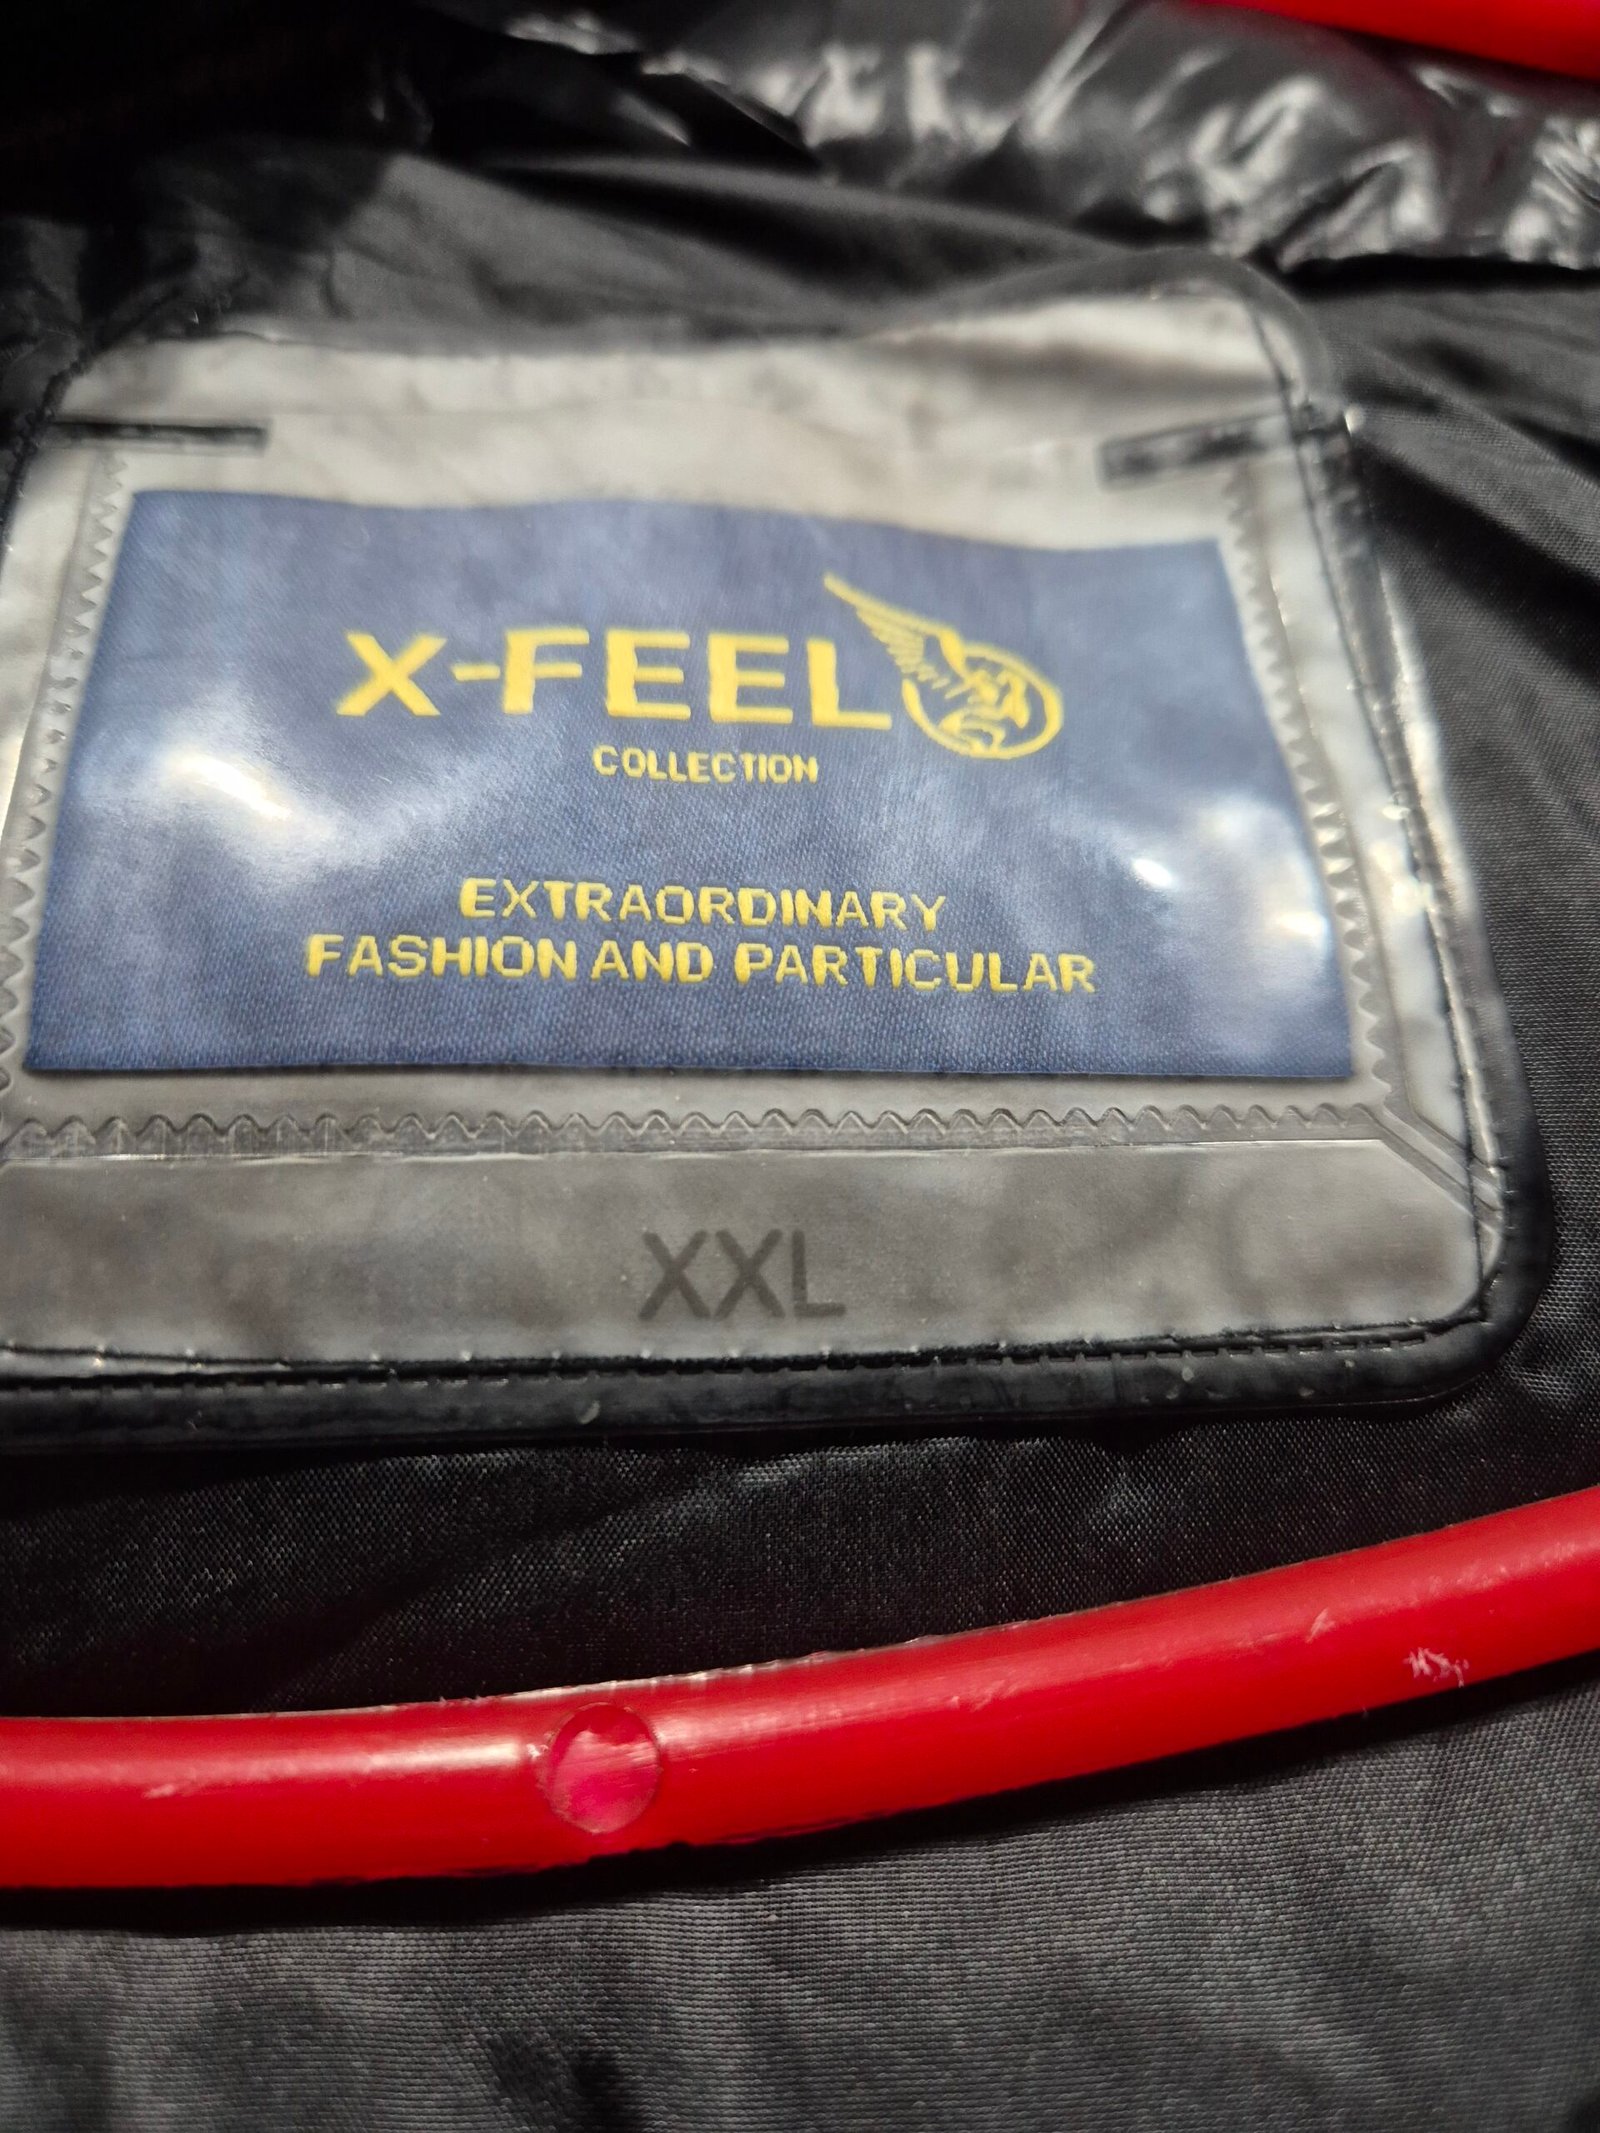 X-FEEL
COLLECTION
EXTRAORDINARY
FASHION AND PARTICULAR
XXL